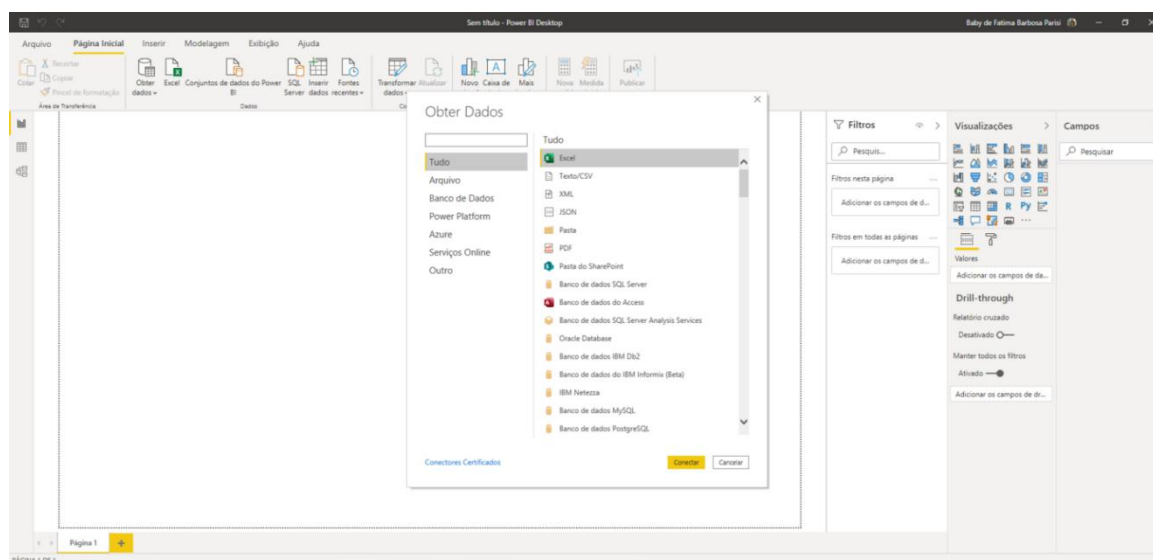 Sem título - Power BI Desktop
Baby de Fatima Barbosa Parisi
Arquivo Página Inicial Inserir Modelagem Exibição Ajuda
Colar
Recortar
Copiar
Pincel de formatação
Área de Transferência
Obter dados
Excel
Conjuntos de dados do Power BI
SQL Server
Inserir dados
Fontes recentes
Dados
Transformar dados
Atualizar
Novo
Caixa de
Mais
Nova
Medida
Publicar
Obter Dados
Tudo
Arquivo
Banco de Dados
Power Platform
Azure
Serviços Online
Outro
Tudo
Excel
Texto/CSV
XML
JSON
Pasta
PDF
Pasta do SharePoint
Banco de dados SQL Server
Banco de dados do Access
Banco de dados SQL Server Analysis Services
Oracle Database
Banco de dados IBM Db2
Banco de dados do IBM Informix (Beta)
IBM Netezza
Banco de dados MySQL
Banco de dados PostgreSQL
Conectores Certificados
Conectar
Cancelar
Filtros
Pesquis...
Filtros nesta página ...
Adicionar os campos de d...
Filtros em todas as páginas ...
Adicionar os campos de d...
Visualizações
R Py
Valores
Adicionar os campos de da...
Drill-through
Relatório cruzado
Desativado
Manter todos os filtros
Ativado
Adicionar os campos de dr...
Campos
Pesquisar
Página 1